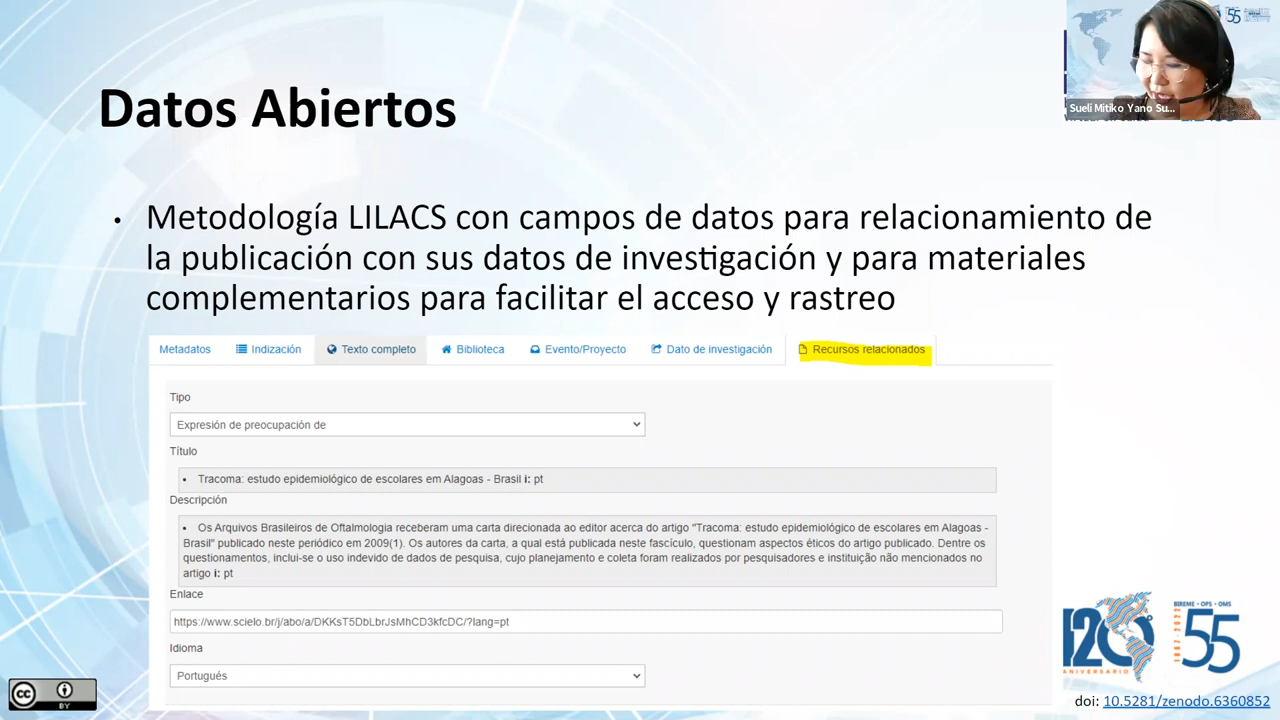 55
Sueli Mitiko Yano Su...
Datos Abiertos
• Metodología LILACS con campos de datos para relacionamiento de
la publicación con sus datos de investigación y para materiales
complementarios para facilitar el acceso y rastreo
Metadatos Indización Texto completo Biblioteca Evento/Proyecto Dato de investigación Recursos relacionados
Tipo
Expresión de preocupación de
Título
• Tracoma: estudo epidemiológico de escolares em Alagoas - Brasil i: pt
Descripción
• Os Arquivos Brasileiros de Oftalmologia receberam uma carta direcionada ao editor acerca do artigo "Tracoma: estudo epidemiológico de escolares em Alagoas -
Brasil" publicado neste periódico em 2009(1). Os autores da carta, a qual está publicada neste fascículo, questionam aspectos éticos do artigo publicado. Dentre os
questionamentos, inclui-se o uso indevido de dados de pesquisa, cujo planejamento e coleta foram realizados por pesquisadores e instituição não mencionados no
artigo i: pt
Enlace
https://www.scielo.br/j/abo/a/DKKsT5DbLbrJsMhCD3kfcDC/?lang=pt
Idioma
Portugués
120
ANIVERSARIO
BIREME • OPS • OMS
55
cc BY
doi: 10.5281/zenodo.6360852